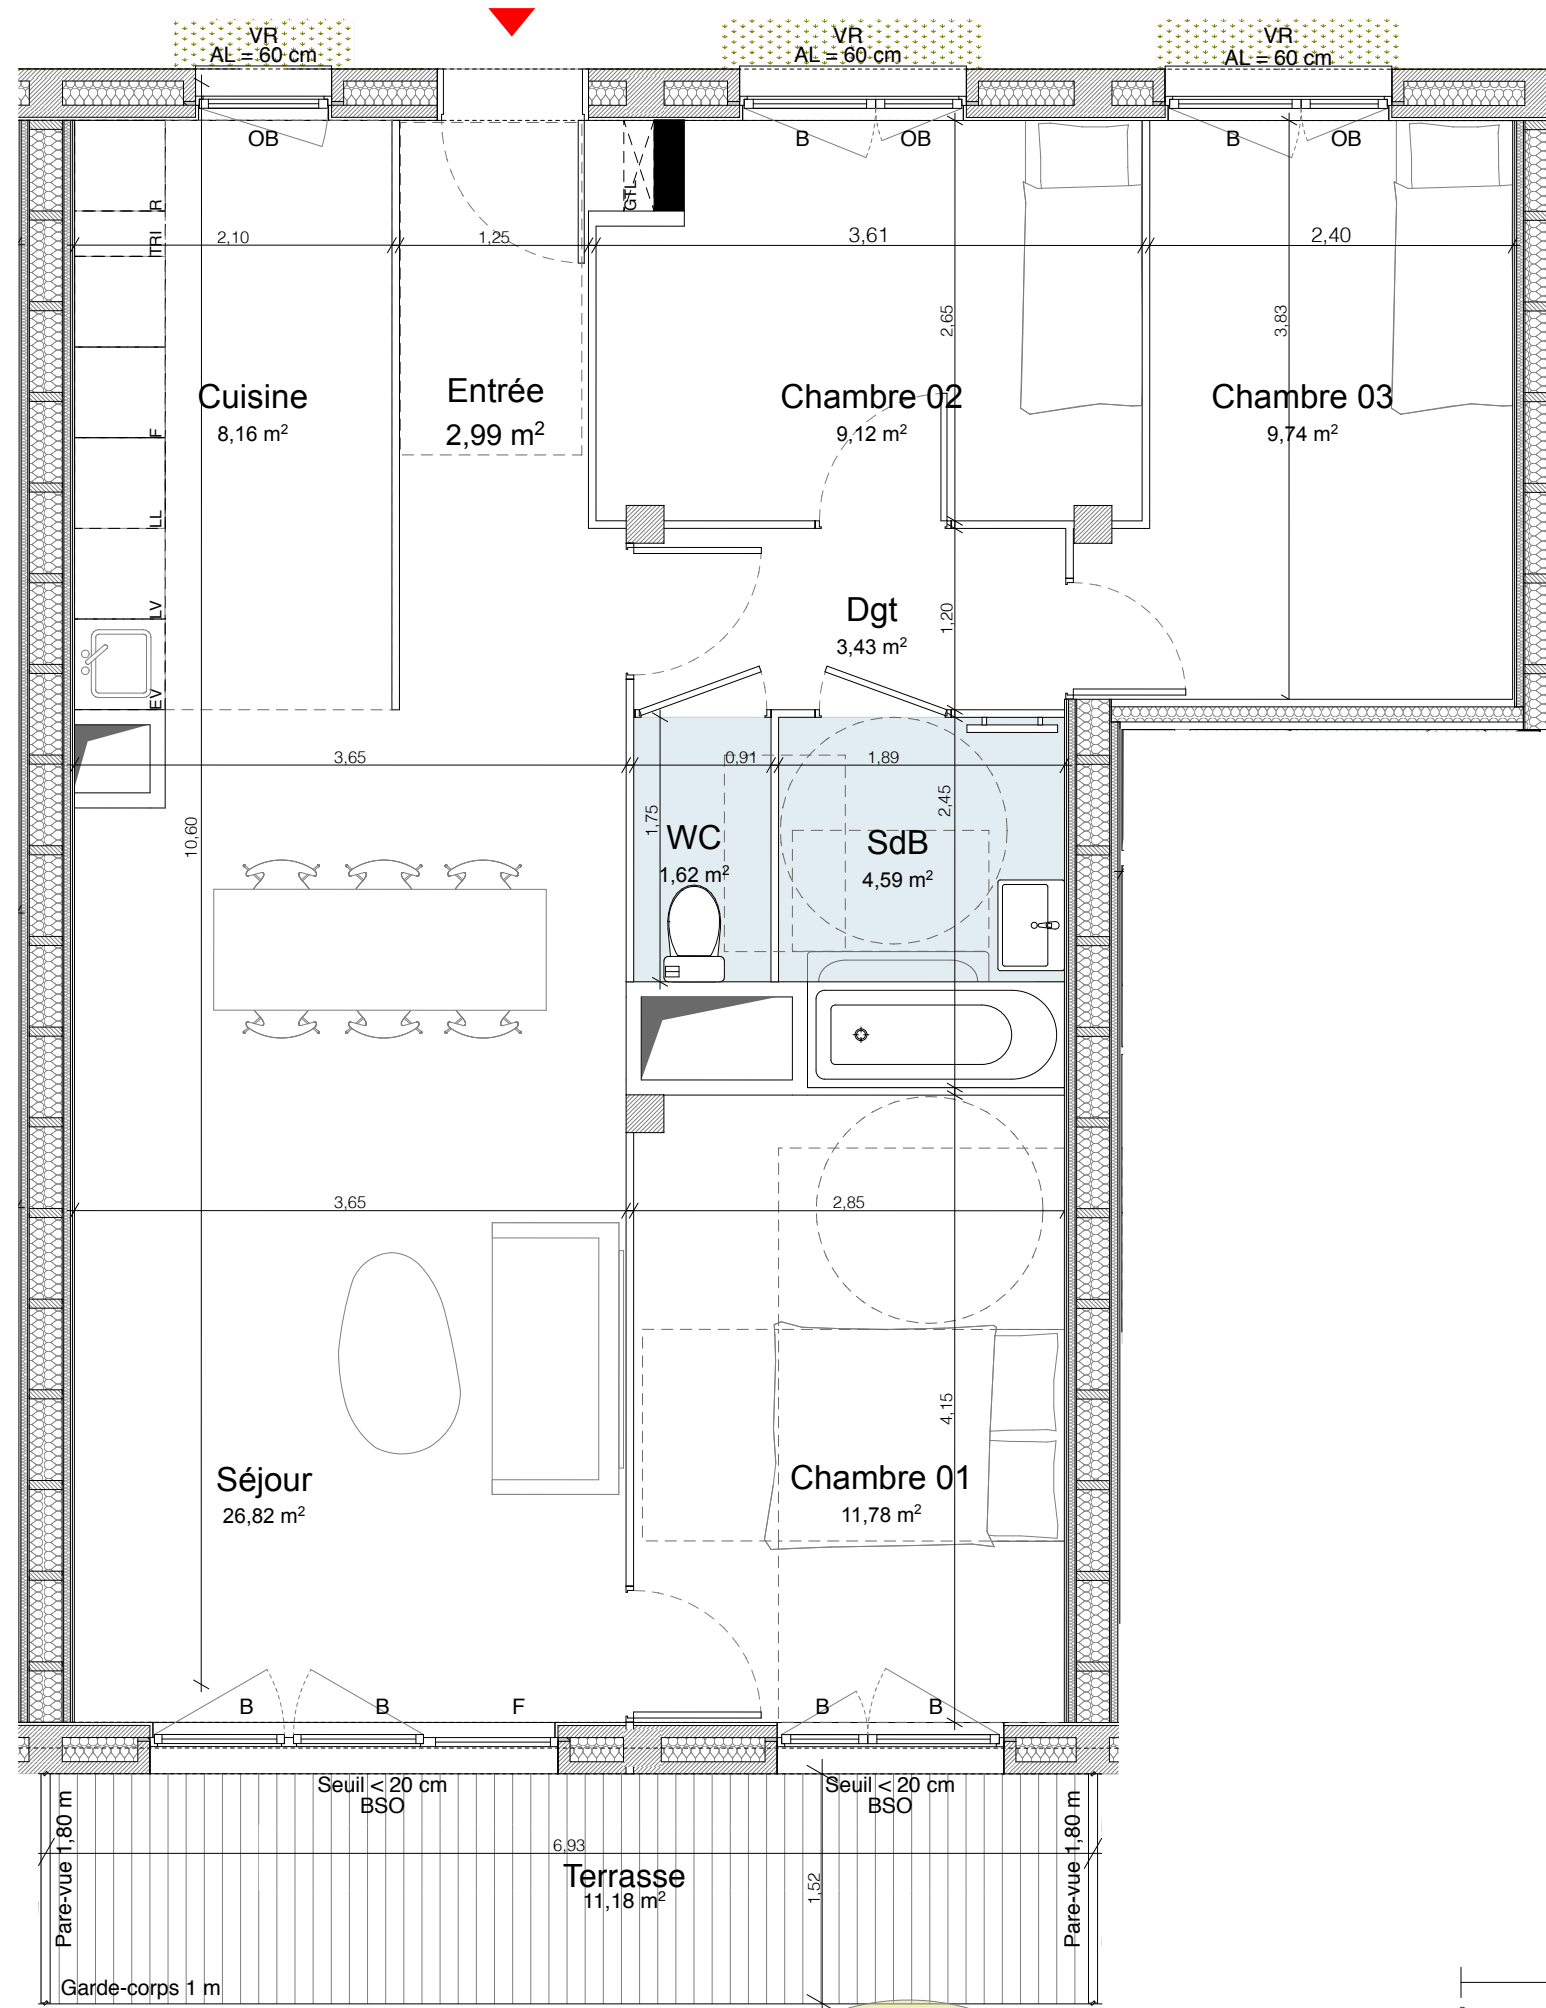 VR
AL = 60 cm
VR
AL = 60 cm
VR
AL = 60 cm
OB
B
OB
B
OB
GTL
R
TRI
2,10
1,25
3,61
2,40
2,65
3,83
Cuisine
8,16 m²
Entrée
2,99 m²
Chambre 02
9,12 m²
Chambre 03
9,74 m²
F
LL
LV
EV
Dgt
3,43 m²
1,20
3,65
0,91
1,89
10,60
1,75
2,45
WC
1,62 m²
SdB
4,59 m²
3,65
2,85
4,15
Séjour
26,82 m²
Chambre 01
11,78 m²
B
B
F
B
B
Seuil < 20 cm
BSO
Seuil < 20 cm
BSO
Pare-vue 1,80 m
Pare-vue 1,80 m
6,93
Terrasse
11,18 m²
1,52
Garde-corps 1 m